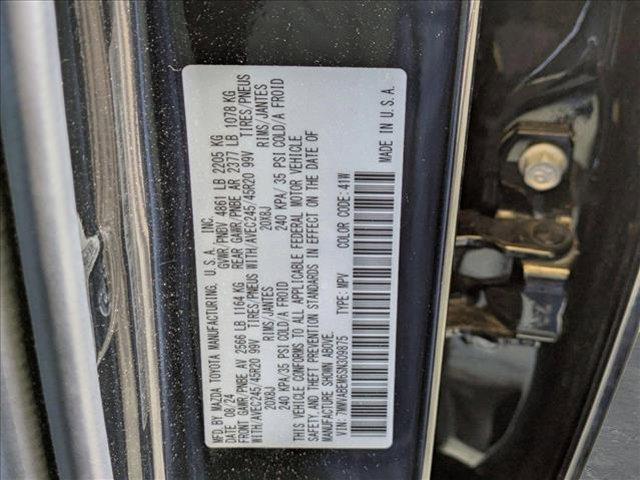 MFD. BY MAZDA TOYOTA MANUFACTURING, U.S.A., INC.
DATE: 08/24 GVWR/PNBV 4861 LB 2205 KG
FRONT GAWR/PNBE AV 2566 LB 1164 KG REAR GAWR/PNBE AR 2377 LB 1078 KG
WITH/AVEC245/45R20 99V TIRES/PNEUS WITH/AVEC245/45R20 99V TIRES/PNEUS
20X8J RIMS/JANTES 20X8J RIMS/JANTES
240 KPA/35 PSI COLD/A FROID 240 KPA/ 35 PSI COLD/A FROID
THIS VEHICLE CONFORMS TO ALL APPLICABLE FEDERAL MOTOR VEHICLE
SAFETY AND THEFT PREVENTION STANDARDS IN EFFECT ON THE DATE OF
MANUFACTURE SHOWN ABOVE.
VIN: 7MMVABEM6SN309875 TYPE: MPV COLOR CODE: 41W
MADE IN U.S.A.